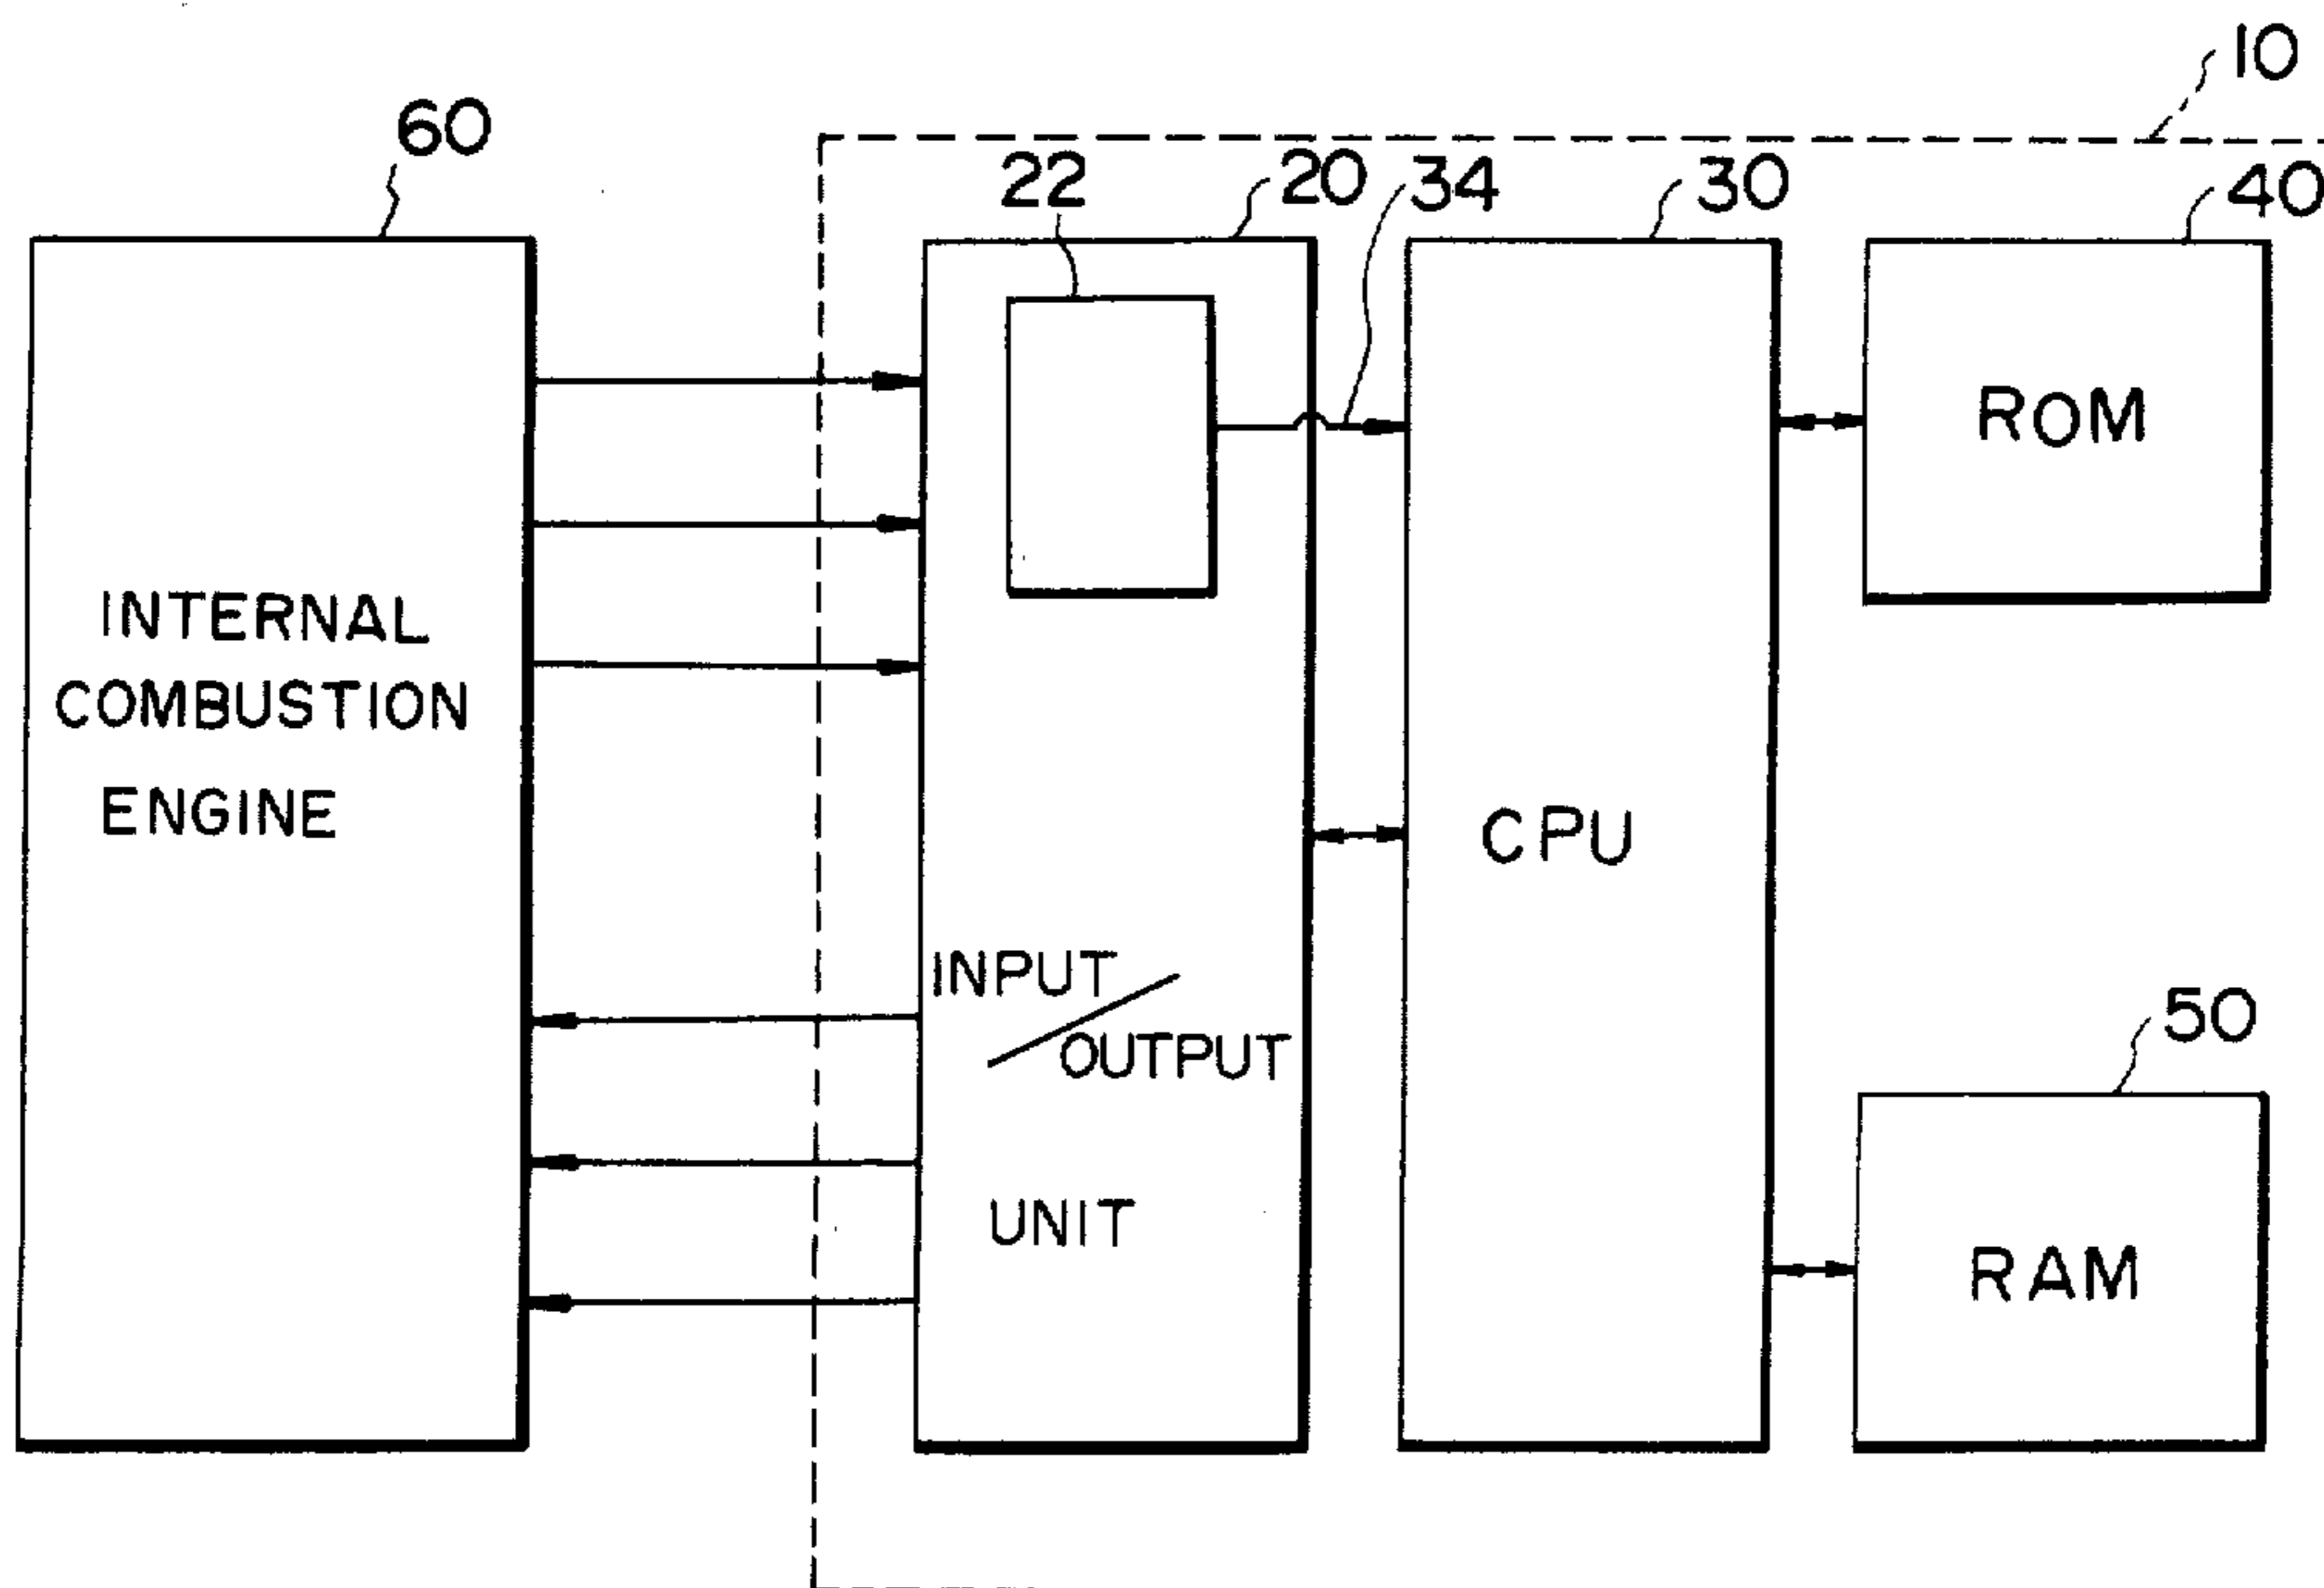 10
60
22
20
34
30
40
ROM
INTERNAL
COMBUSTION
ENGINE
CPU
INPUT
/OUTPUT
UNIT
50
RAM